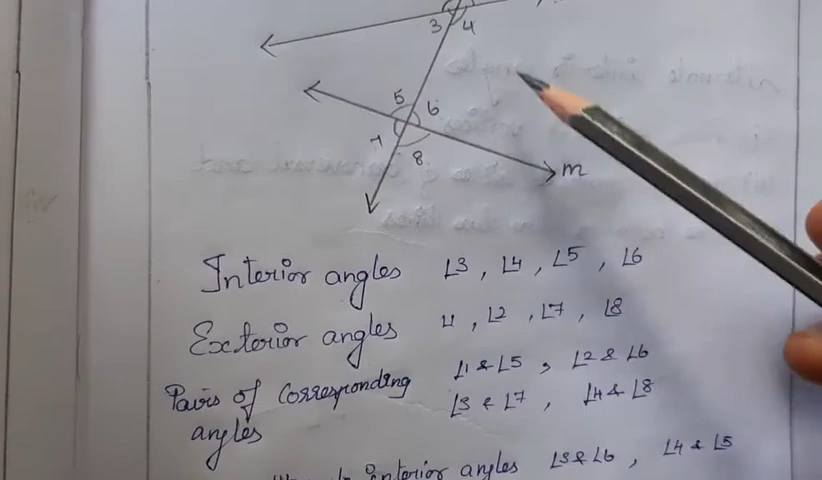 3 4
5 6
7 8
m
Interior angles ∠3 , ∠4 , ∠5 , ∠6
Exterior angles ∠1 , ∠2 , ∠7 , ∠8
Pairs of Corresponding ∠1 & ∠5 , ∠2 & ∠6
angles ∠3 & ∠7 , ∠4 & ∠8
interior angles ∠3 & ∠6 , ∠4 & ∠5